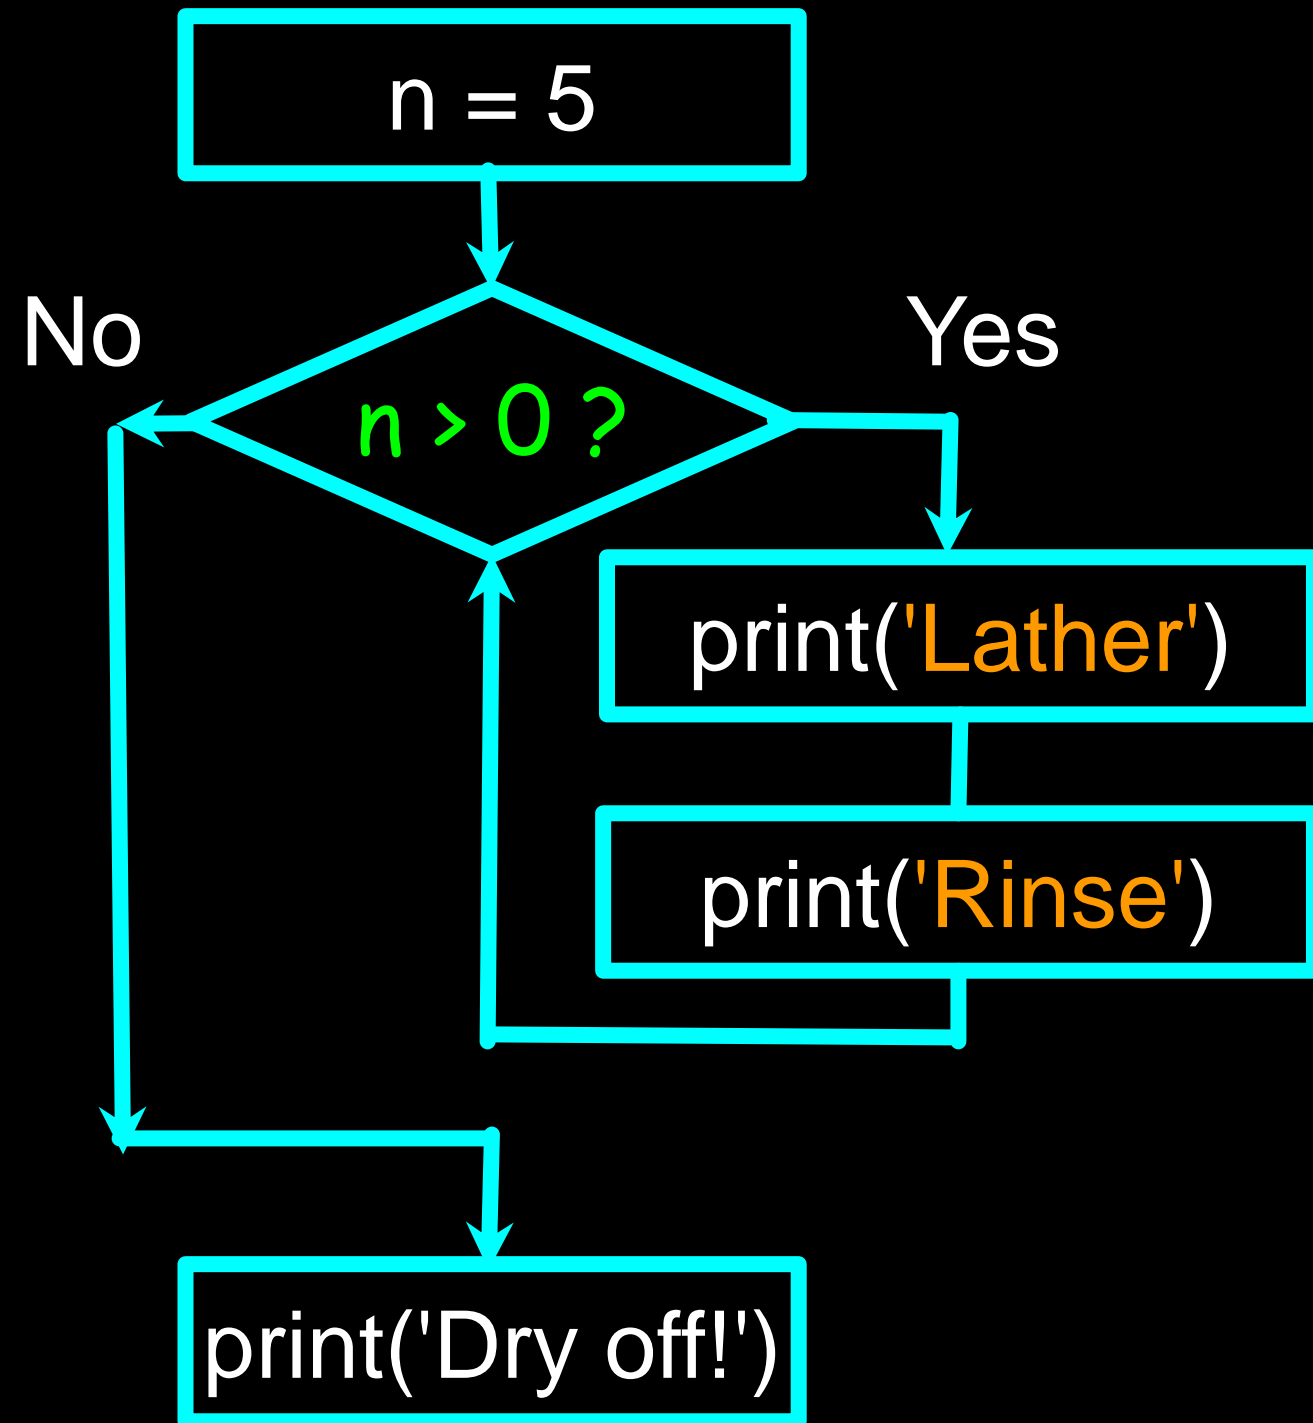 n = 5
No
Yes
n > 0 ?
print('Lather')
print('Rinse')
print('Dry off!')